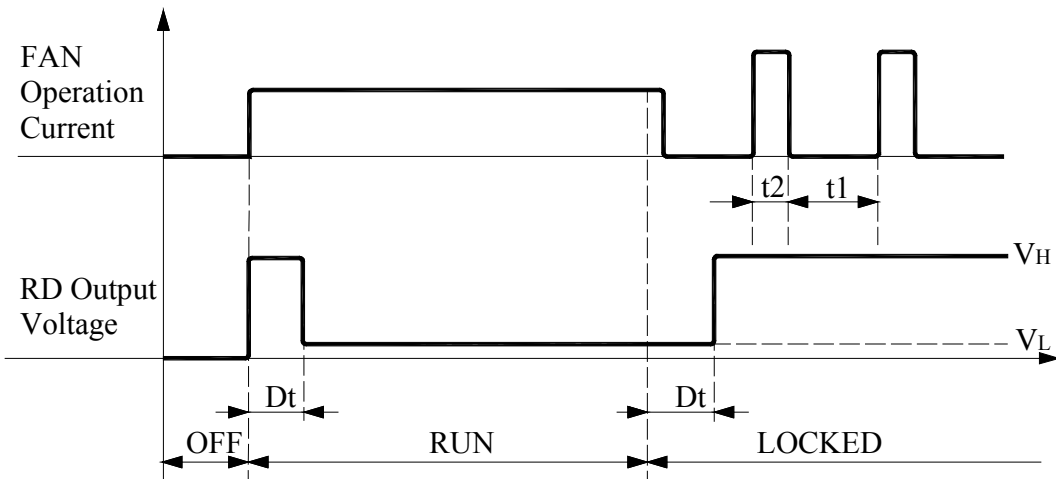 FAN
Operation
Current
t2
t1
VH
RD Output
Voltage
VL
Dt
Dt
OFF
RUN
LOCKED